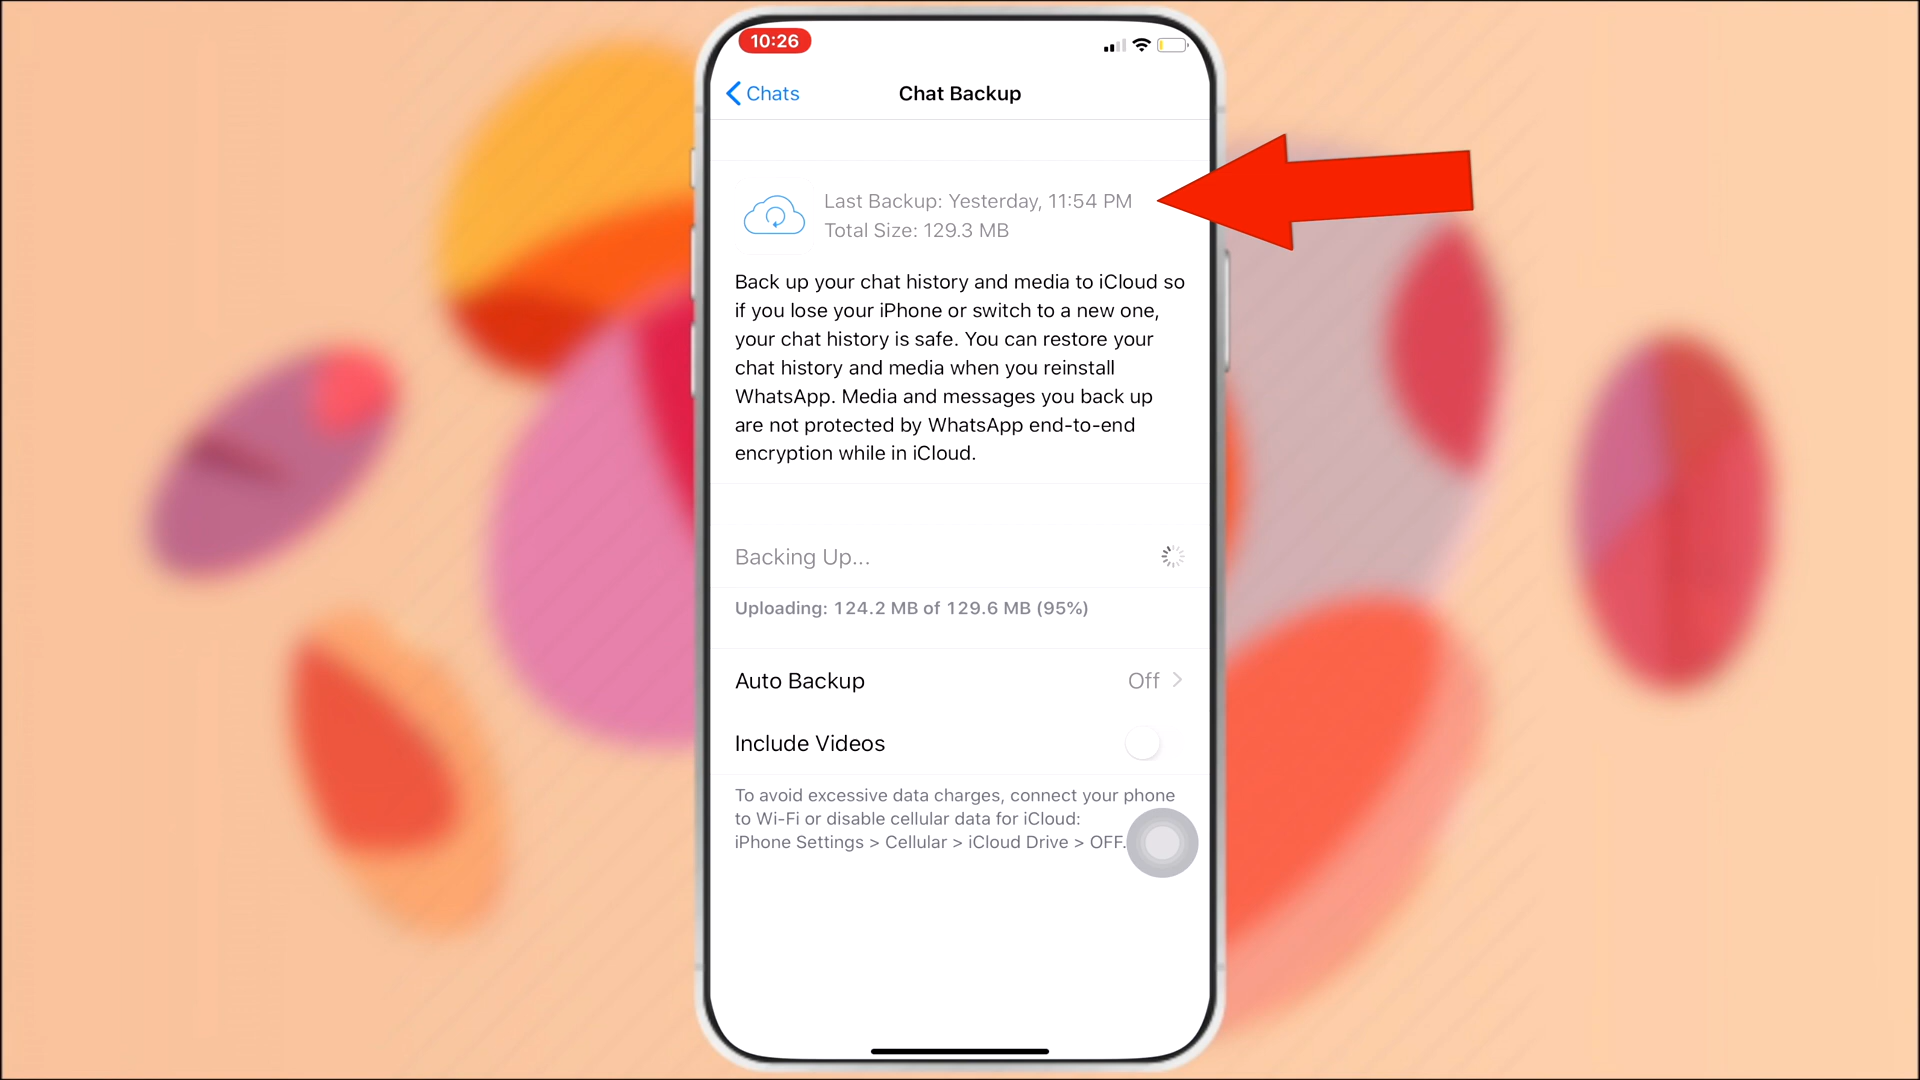 10:26
Chats
Chat Backup
Last Backup: Yesterday, 11:54 PM
Total Size: 129.3 MB
Back up your chat history and media to iCloud so
if you lose your iPhone or switch to a new one,
your chat history is safe. You can restore your
chat history and media when you reinstall
WhatsApp. Media and messages you back up
are not protected by WhatsApp end-to-end
encryption while in iCloud.
Backing Up...
Uploading: 124.2 MB of 129.6 MB (95%)
Auto Backup Off
Include Videos
To avoid excessive data charges, connect your phone
to Wi-Fi or disable cellular data for iCloud:
iPhone Settings > Cellular > iCloud Drive > OFF.